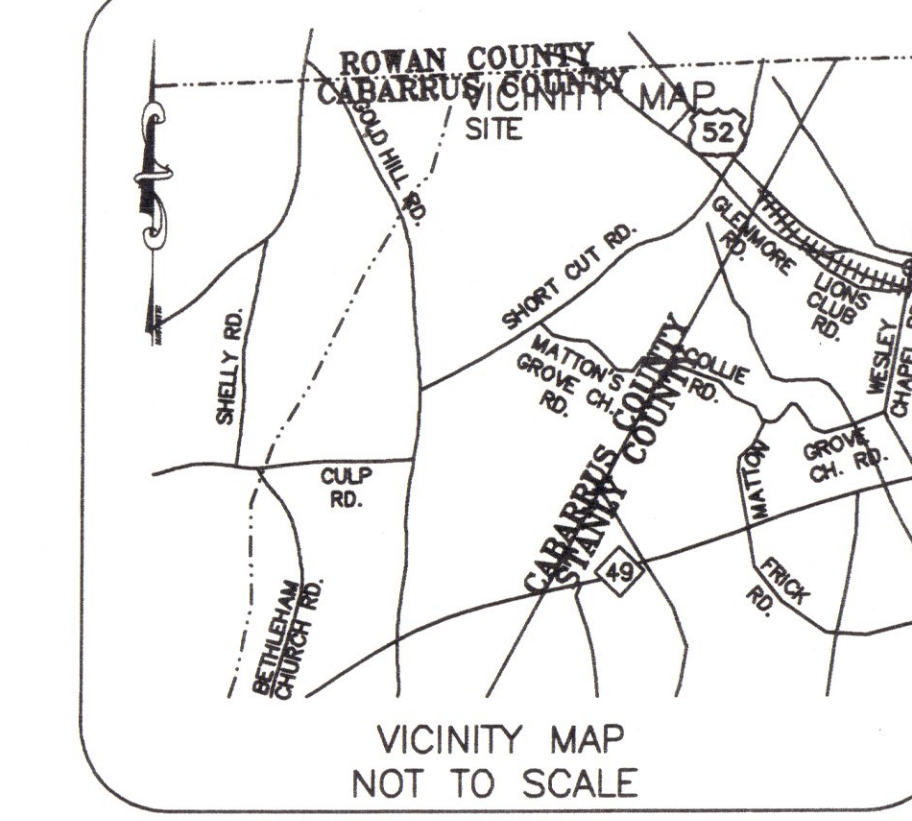 ROWAN COUNTY
CABARRUS COUNTY
VICINITY MAP
SITE
52
GOLD HILL RD.
GLENMORE
RD.
SHORT CUT RD.
LIONS
CLUB
RD.
WESLEY
CHAPEL
SHELLY RD.
MATTON'S
GROVE CH.
RD.
COLLIE
RD.
CABARRUS COUNTY
STANLY COUNTY
MATTON
GROVE
CH. RD.
CULP
RD.
49
FRICK
RD.
BETHLEHAM
CHURCH RD.
VICINITY MAP
NOT TO SCALE